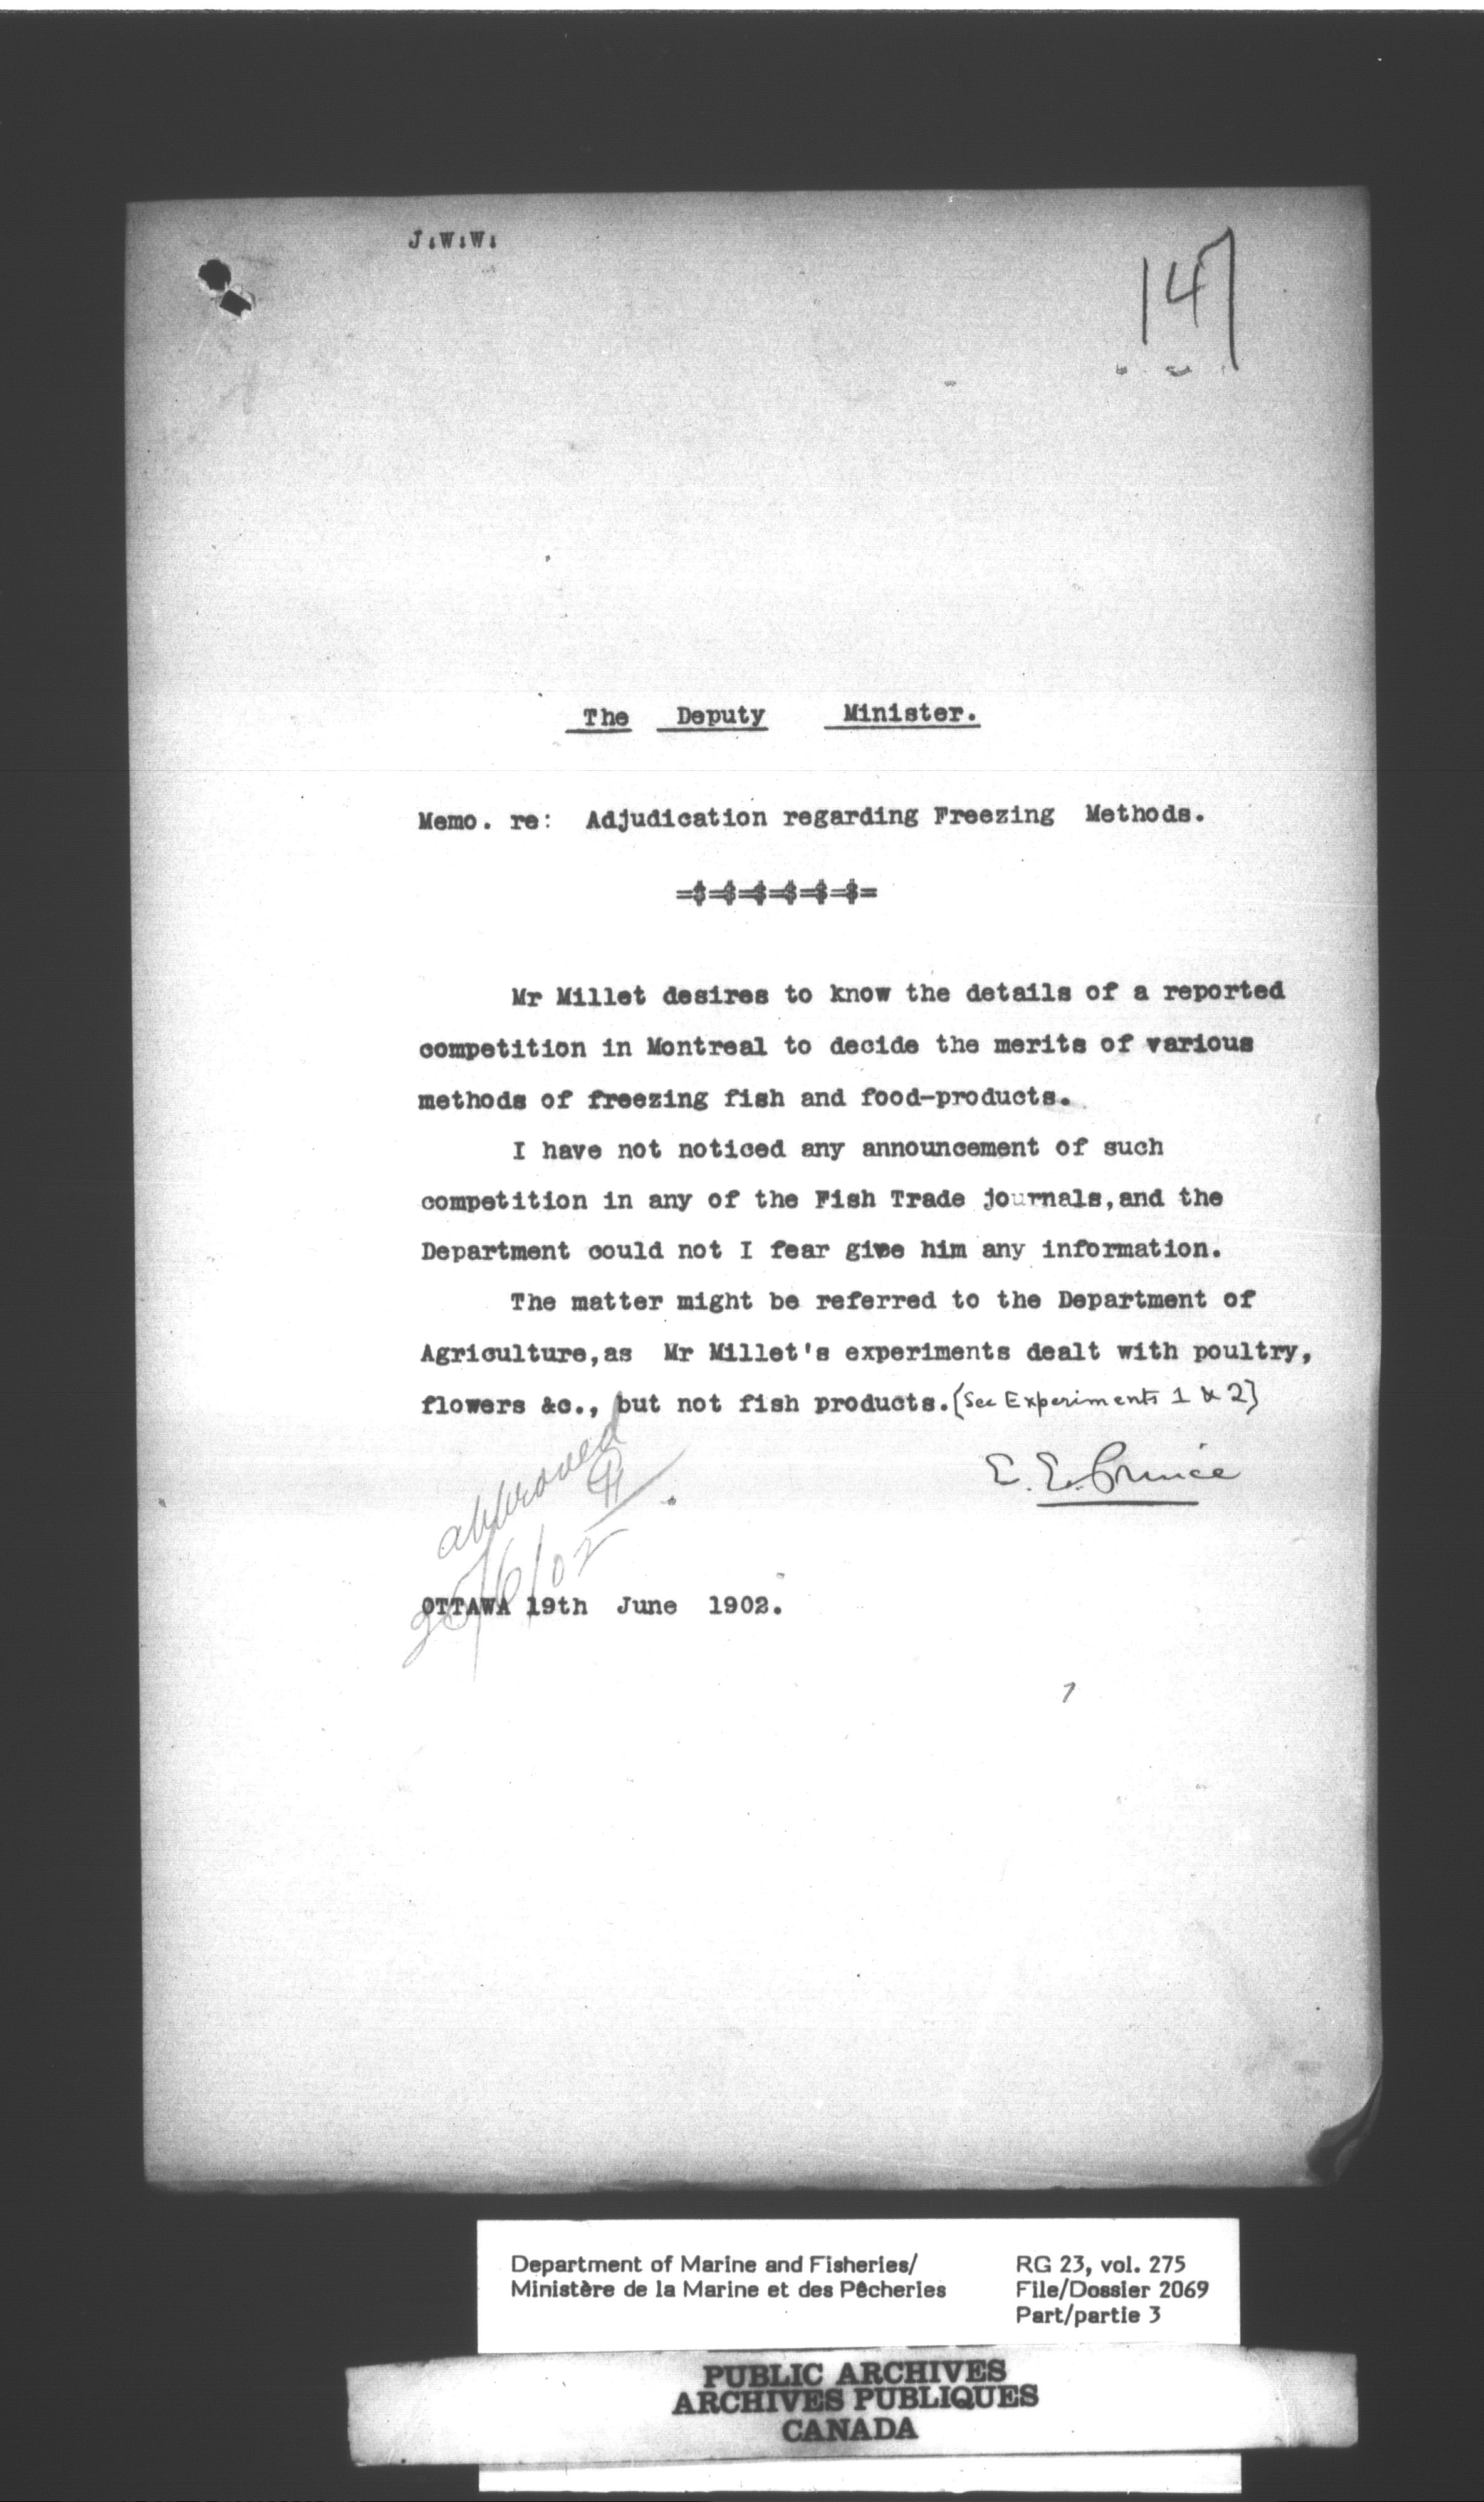 J.W.W.
147
The Deputy Minister.
Memo. re: Adjudication regarding Freezing Methods.
=$=$=$=$=$=$=
Mr Millet desires to know the details of a reported
competition in Montreal to decide the merits of various
methods of freezing fish and food-products.
I have not noticed any announcement of such
competition in any of the Fish Trade journals,and the
Department could not I fear give him any information.
The matter might be referred to the Department of
Agriculture,as Mr Millet's experiments dealt with poultry,
flowers &c., but not fish products. (See Experiments 1 & 2)
E. E. Prince
approved
25/6/02
OTTAWA 19th June 1902.
Department of Marine and Fisheries/
Ministère de la Marine et des Pêcheries
RG 23, vol. 275
File/Dossier 2069
Part/partie 3
PUBLIC ARCHIVES
ARCHIVES PUBLIQUES
CANADA